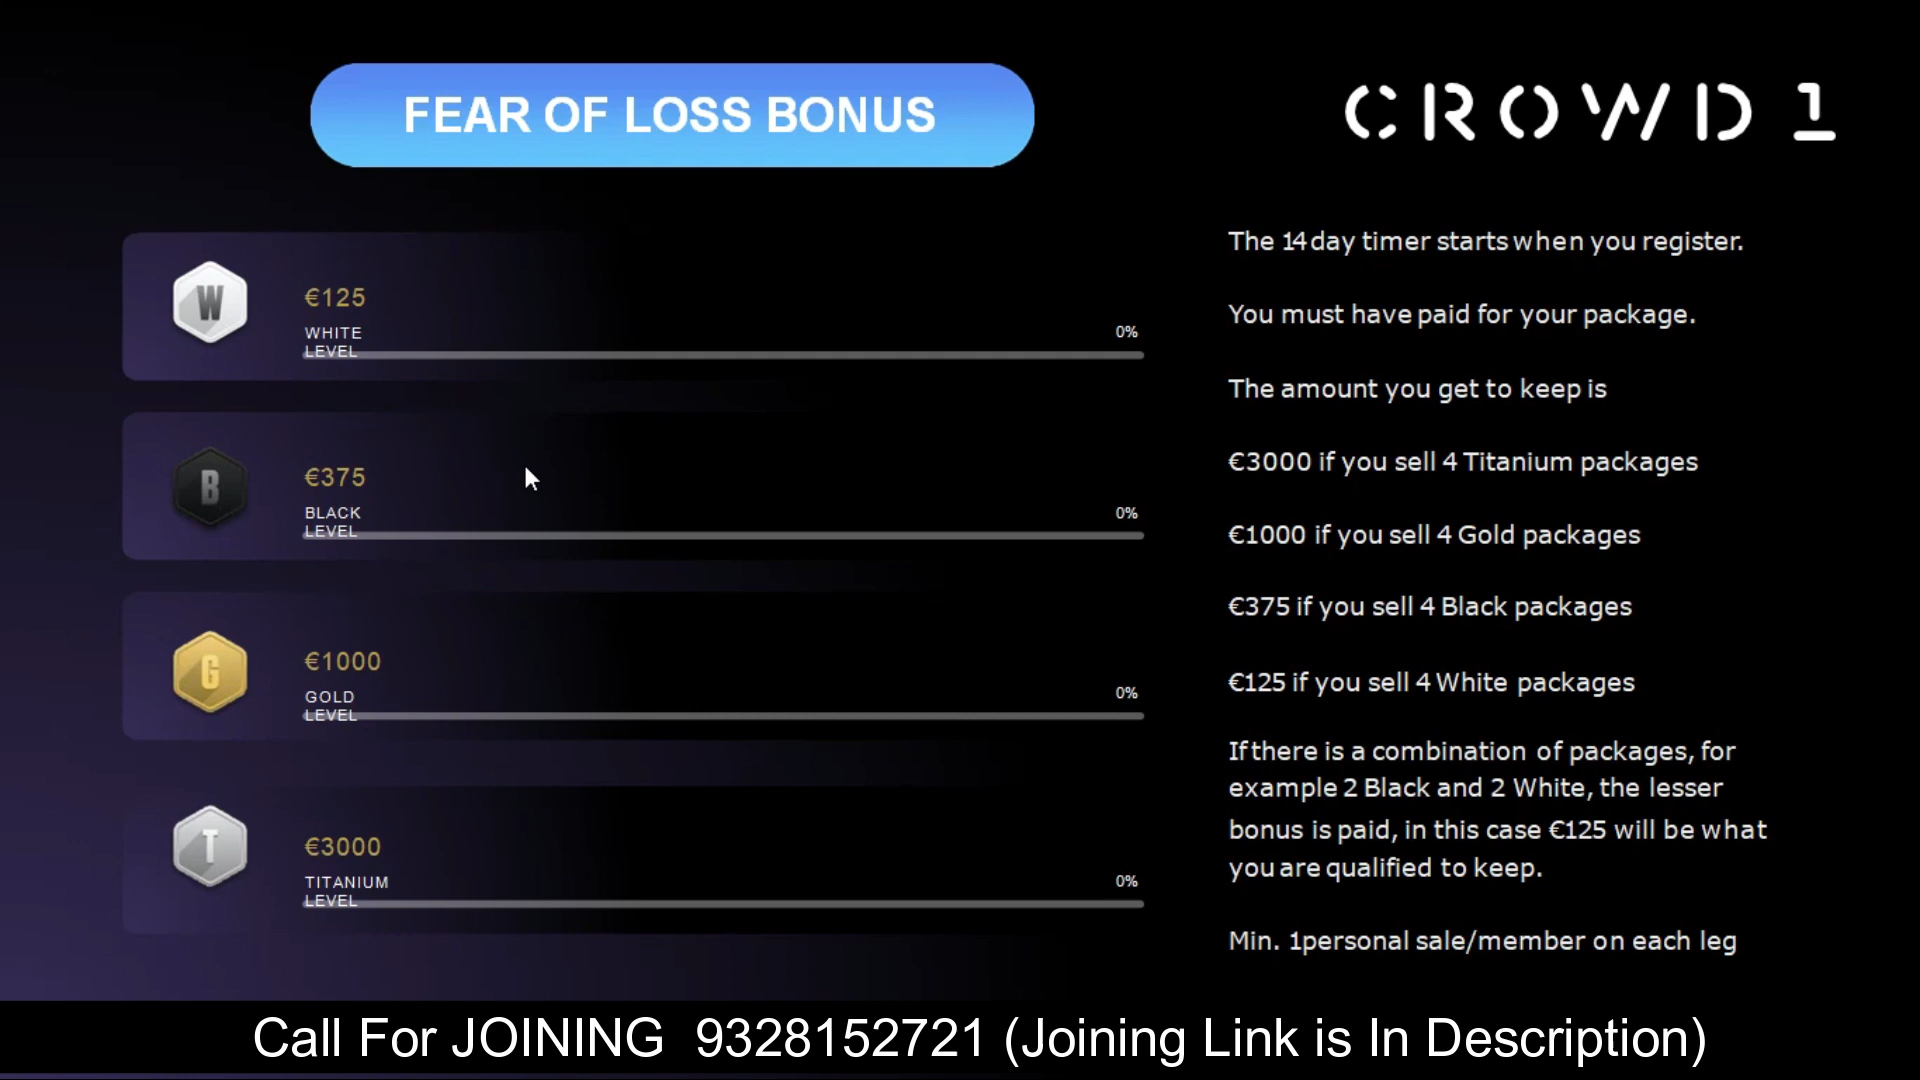 FEAR OF LOSS BONUS
CROWD 1
W
€125
WHITE
LEVEL
0%
B
€375
BLACK
LEVEL
0%
G
€1000
GOLD
LEVEL
0%
T
€3000
TITANIUM
LEVEL
0%
The 14 day timer starts when you register.
You must have paid for your package.
The amount you get to keep is
€3000 if you sell 4 Titanium packages
€1000 if you sell 4 Gold packages
€375 if you sell 4 Black packages
€125 if you sell 4 White packages
If there is a combination of packages, for
example 2 Black and 2 White, the lesser
bonus is paid, in this case €125 will be what
you are qualified to keep.
Min. 1personal sale/member on each leg
Call For JOINING 9328152721 (Joining Link is In Description)